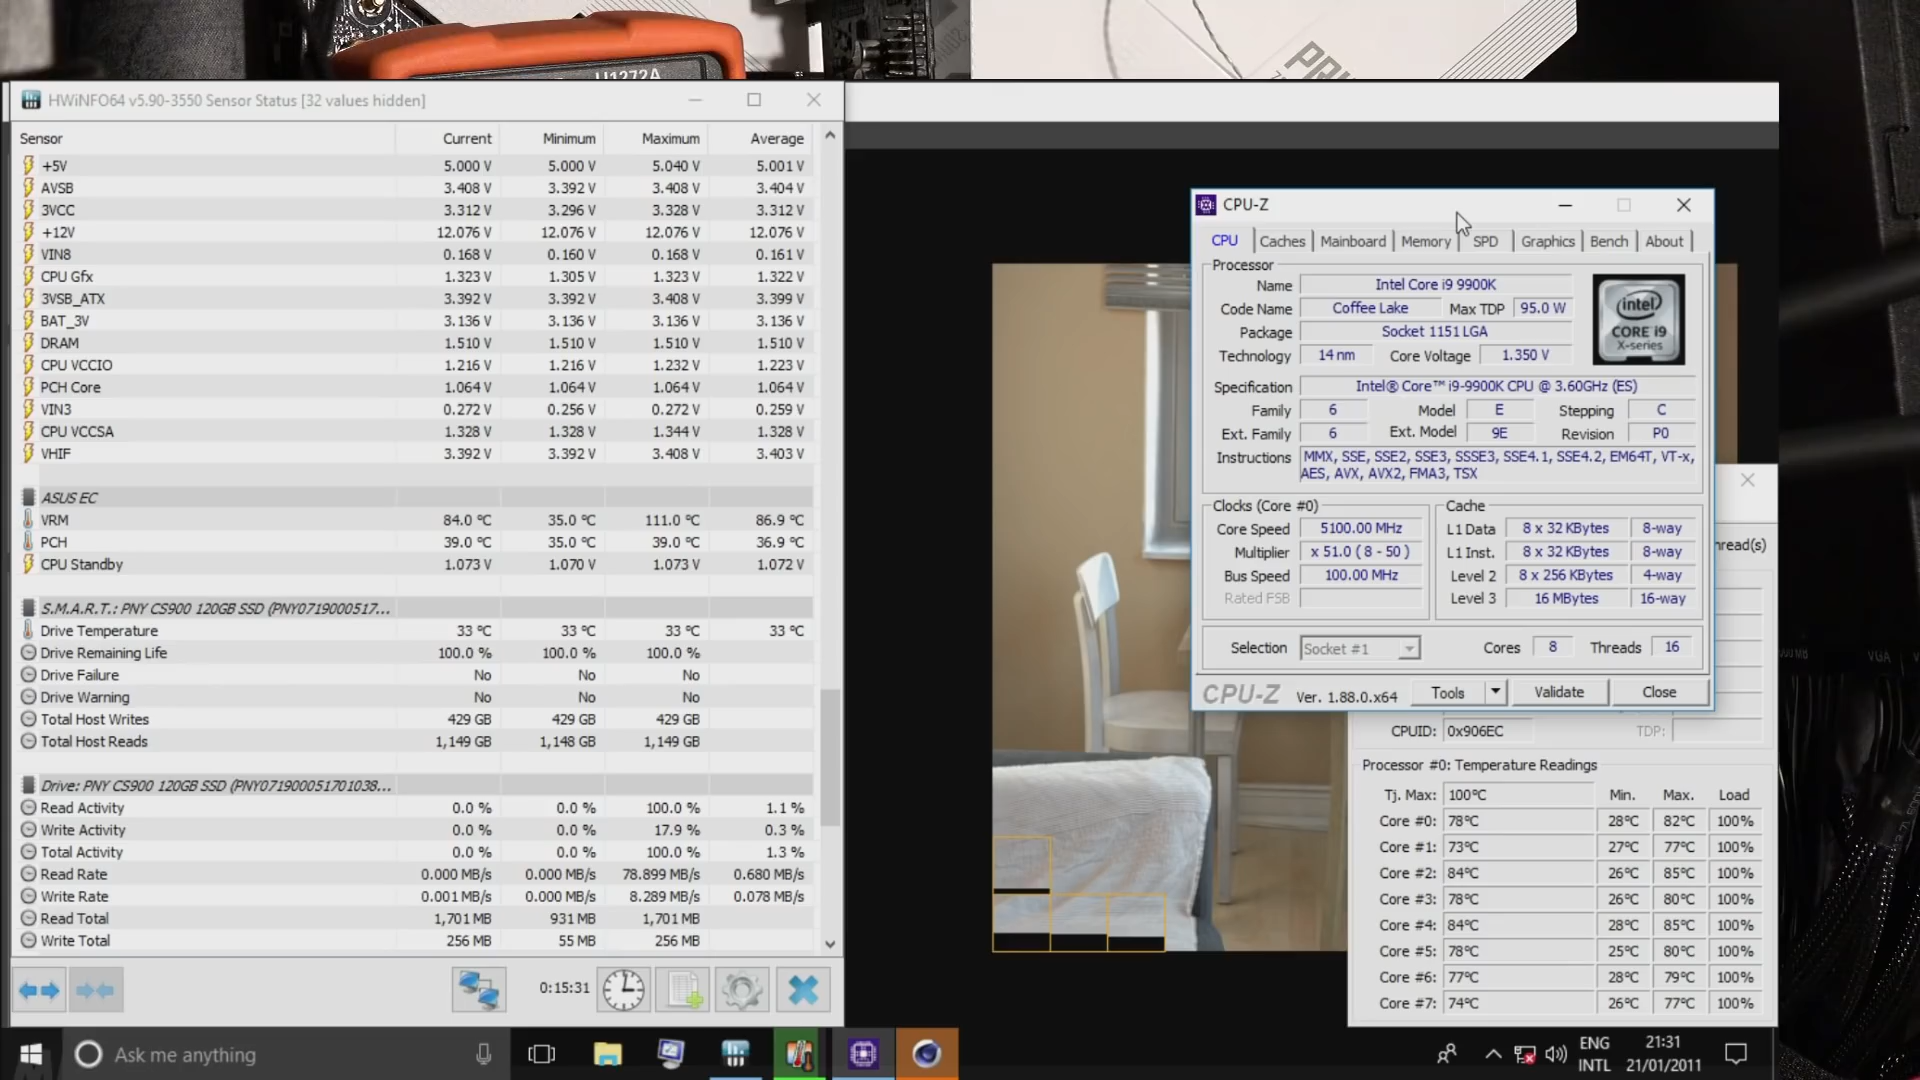 U1272A
HWiNFO64 v5.90-3550 Sensor Status [32 values hidden]
Sensor Current Minimum Maximum Average
+5V 5.000 V 5.000 V 5.040 V 5.001 V
AVSB 3.408 V 3.392 V 3.408 V 3.404 V
3VCC 3.312 V 3.296 V 3.328 V 3.312 V
+12V 12.076 V 12.076 V 12.076 V 12.076 V
VIN8 0.168 V 0.160 V 0.168 V 0.161 V
CPU Gfx 1.323 V 1.305 V 1.323 V 1.322 V
3VSB_ATX 3.392 V 3.392 V 3.408 V 3.399 V
BAT_3V 3.136 V 3.136 V 3.136 V 3.136 V
DRAM 1.510 V 1.510 V 1.510 V 1.510 V
CPU VCCIO 1.216 V 1.216 V 1.232 V 1.223 V
PCH Core 1.064 V 1.064 V 1.064 V 1.064 V
VIN3 0.272 V 0.256 V 0.272 V 0.259 V
CPU VCCSA 1.328 V 1.328 V 1.344 V 1.328 V
VHIF 3.392 V 3.392 V 3.408 V 3.403 V
ASUS EC
VRM 84.0 °C 35.0 °C 111.0 °C 86.9 °C
PCH 39.0 °C 35.0 °C 39.0 °C 36.9 °C
CPU Standby 1.073 V 1.070 V 1.073 V 1.072 V
S.M.A.R.T.: PNY CS900 120GB SSD (PNY0719000517...
Drive Temperature 33 °C 33 °C 33 °C 33 °C
Drive Remaining Life 100.0 % 100.0 % 100.0 %
Drive Failure No No No
Drive Warning No No No
Total Host Writes 429 GB 429 GB 429 GB
Total Host Reads 1,149 GB 1,148 GB 1,149 GB
Drive: PNY CS900 120GB SSD (PNY071900051701038...
Read Activity 0.0 % 0.0 % 100.0 % 1.1 %
Write Activity 0.0 % 0.0 % 17.9 % 0.3 %
Total Activity 0.0 % 0.0 % 100.0 % 1.3 %
Read Rate 0.000 MB/s 0.000 MB/s 78.899 MB/s 0.680 MB/s
Write Rate 0.001 MB/s 0.000 MB/s 8.289 MB/s 0.078 MB/s
Read Total 1,701 MB 931 MB 1,701 MB
Write Total 256 MB 55 MB 256 MB
0:15:31
CPU-Z
CPU Caches Mainboard Memory SPD Graphics Bench About
Processor
Name Intel Core i9 9900K
Code Name Coffee Lake Max TDP 95.0 W
Package Socket 1151 LGA
Technology 14 nm Core Voltage 1.350 V
intel
CORE i9
X-series
Specification Intel® Core™ i9-9900K CPU @ 3.60GHz (ES)
Family 6 Model E Stepping C
Ext. Family 6 Ext. Model 9E Revision P0
Instructions MMX, SSE, SSE2, SSE3, SSSE3, SSE4.1, SSE4.2, EM64T, VT-x,
AES, AVX, AVX2, FMA3, TSX
Clocks (Core #0) Cache
Core Speed 5100.00 MHz L1 Data 8 x 32 KBytes 8-way
Multiplier x 51.0 ( 8 - 50 ) L1 Inst. 8 x 32 KBytes 8-way
Bus Speed 100.00 MHz Level 2 8 x 256 KBytes 4-way
Rated FSB Level 3 16 MBytes 16-way
Selection Socket #1 Cores 8 Threads 16
CPU-Z Ver. 1.88.0.x64 Tools Validate Close
hread(s)
CPUID: 0x906EC TDP:
Processor #0: Temperature Readings
Tj. Max: 100°C Min. Max. Load
Core #0: 78°C 28°C 82°C 100%
Core #1: 73°C 27°C 77°C 100%
Core #2: 84°C 26°C 85°C 100%
Core #3: 78°C 26°C 80°C 100%
Core #4: 84°C 28°C 85°C 100%
Core #5: 78°C 25°C 80°C 100%
Core #6: 77°C 28°C 79°C 100%
Core #7: 74°C 26°C 77°C 100%
VGA
Ask me anything
ENG
INTL
21:31
21/01/2011